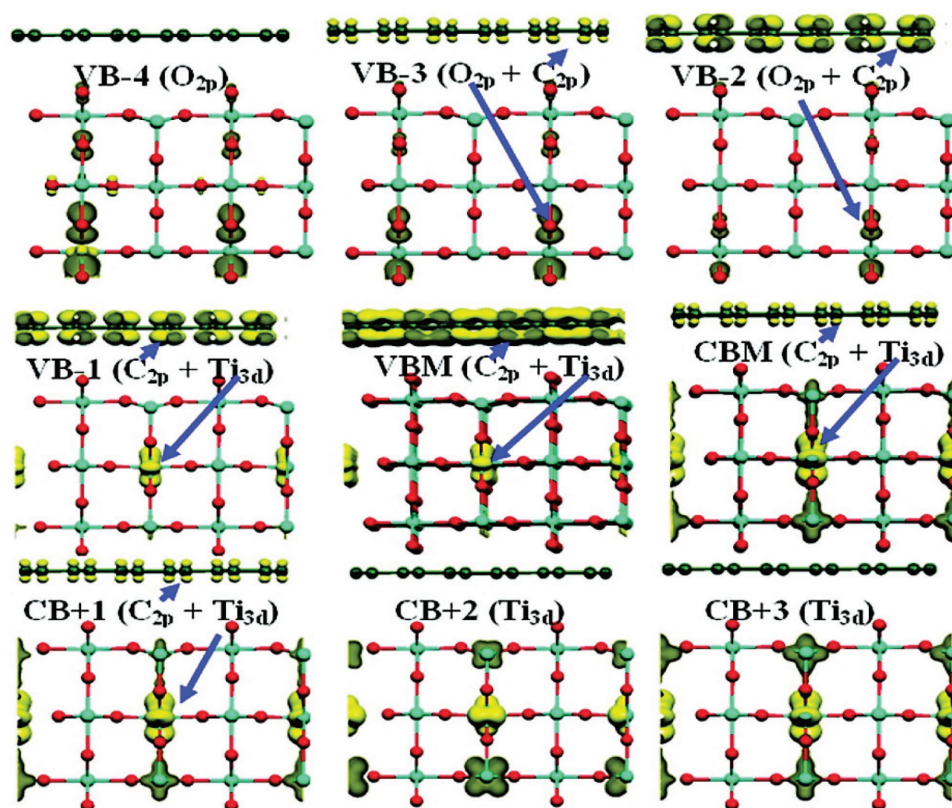 VB-4 (O2p)
VB-3 (O2p + C2p)
VB-2 (O2p + C2p)
VB-1 (C2p + Ti3d)
VBM (C2p + Ti3d)
CBM (C2p + Ti3d)
CB+1 (C2p + Ti3d)
CB+2 (Ti3d)
CB+3 (Ti3d)